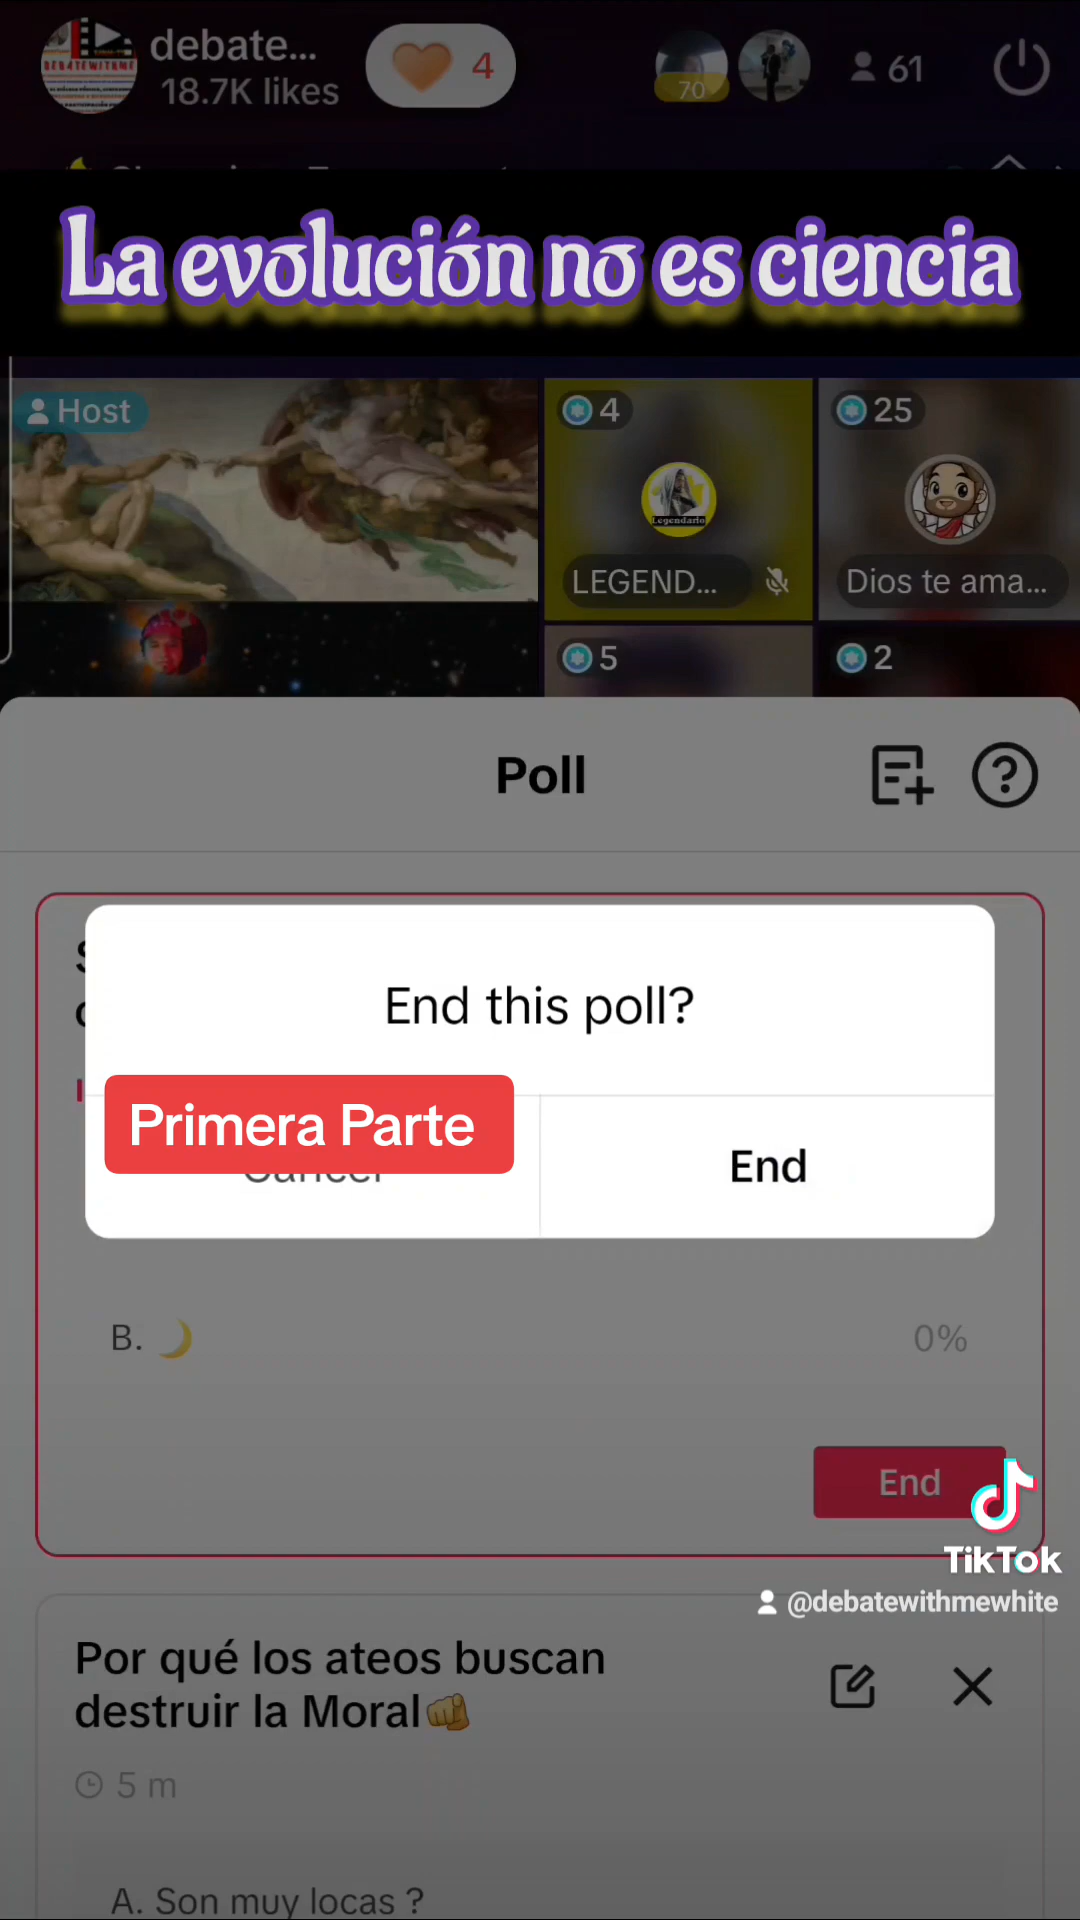 debate...
18.7K likes
4
70
61
La evolución no es ciencia
Host
4
25
Legendario
LEGEND...
Dios te ama...
5
2
Poll
End this poll?
Primera Parte
Cancel
End
B. 🌙
0%
End
TikTok
@debatewithmewhite
Por qué los ateos buscan
destruir la Moral🫵
5 m
A. Son muy locas ?